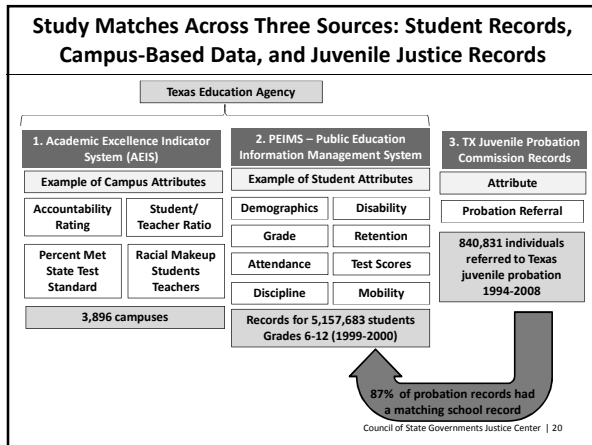 Study Matches Across Three Sources: Student Records,
Campus-Based Data, and Juvenile Justice Records
Texas Education Agency
1. Academic Excellence Indicator
System (AEIS)
Example of Campus Attributes
Accountability
Rating
Student/
Teacher Ratio
Percent Met
State Test
Standard
Racial Makeup
Students
Teachers
3,896 campuses
2. PEIMS – Public Education
Information Management System
Example of Student Attributes
Demographics
Disability
Grade
Retention
Attendance
Test Scores
Discipline
Mobility
Records for 5,157,683 students
Grades 6-12 (1999-2000)
3. TX Juvenile Probation
Commission Records
Attribute
Probation Referral
840,831 individuals
referred to Texas
juvenile probation
1994-2008
87% of probation records had
a matching school record
Council of State Governments Justice Center | 20